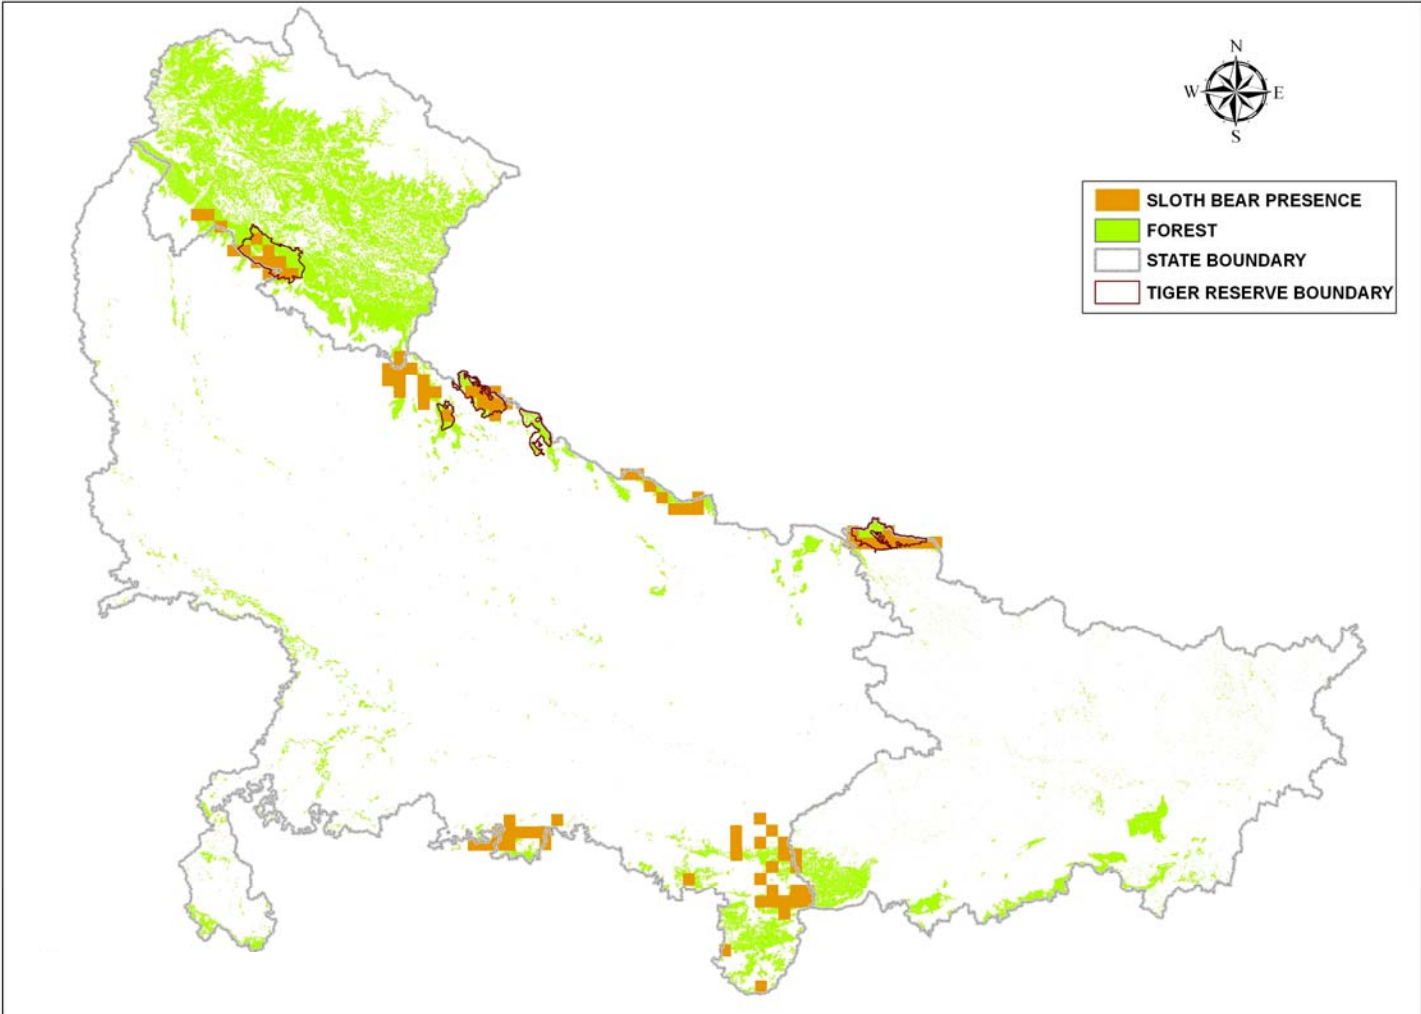 N
W E
S
SLOTH BEAR PRESENCE
FOREST
STATE BOUNDARY
TIGER RESERVE BOUNDARY